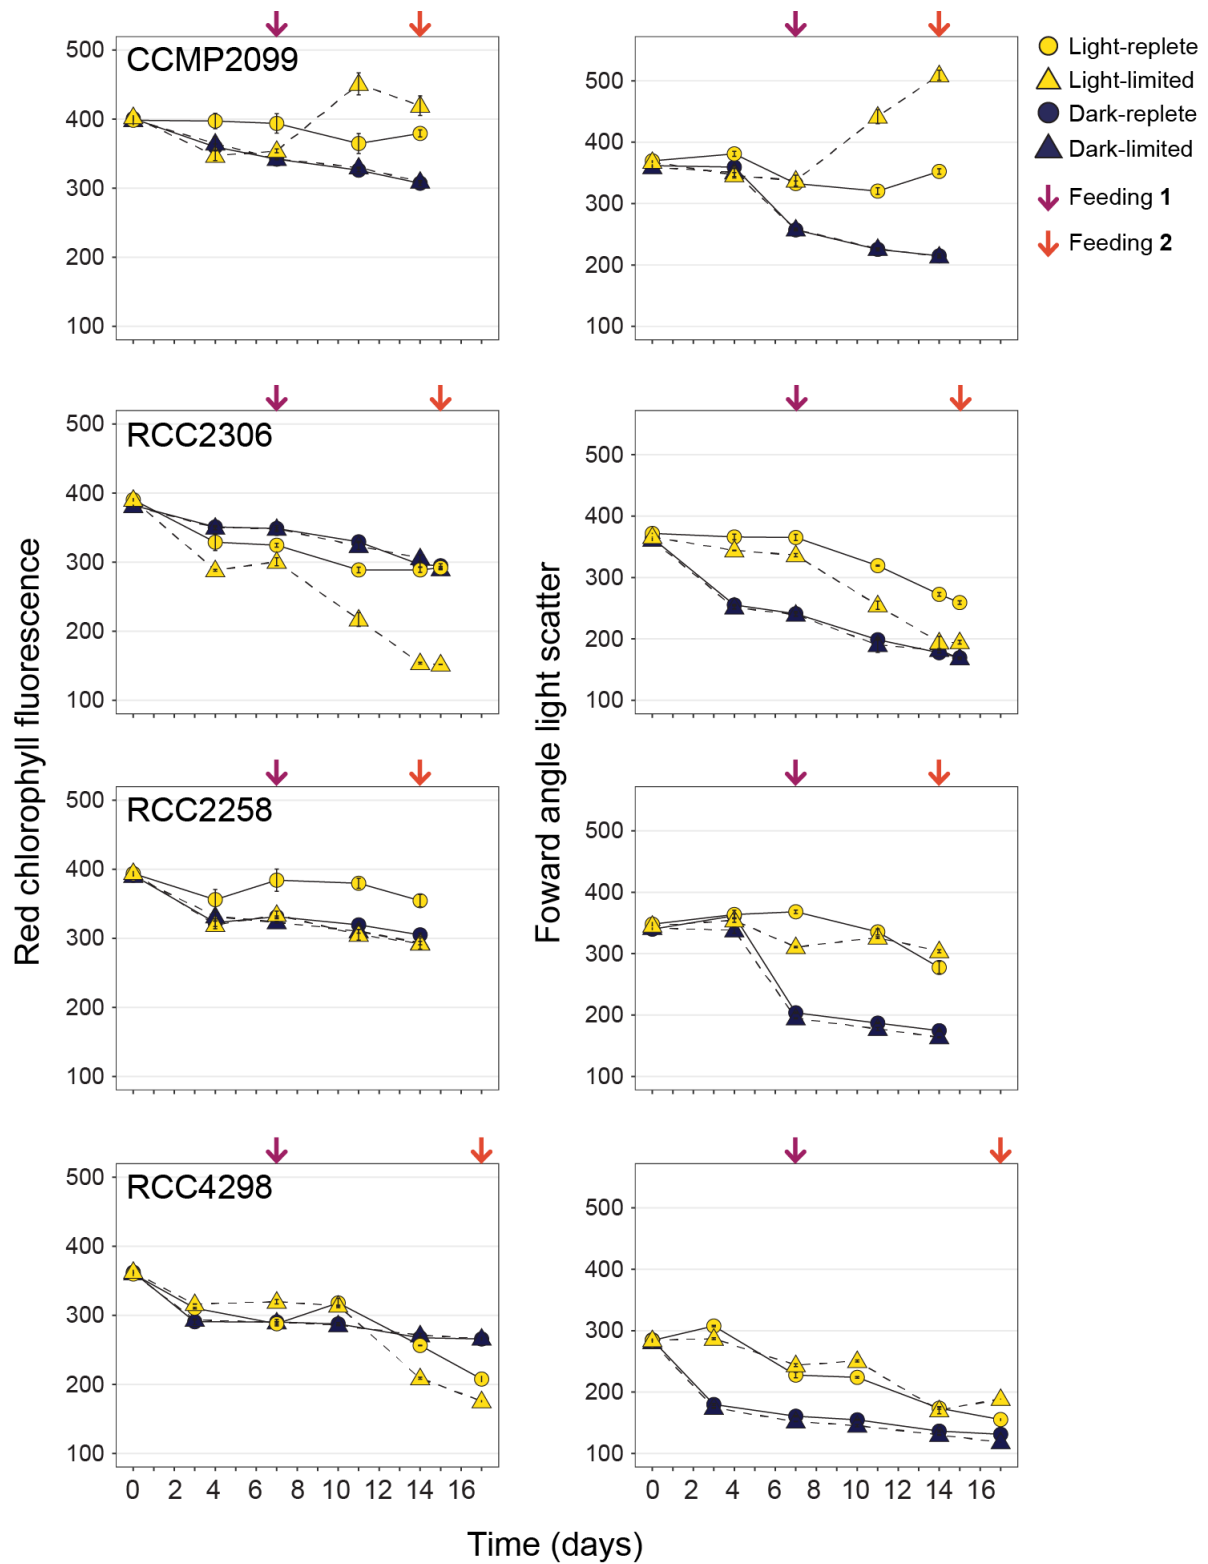 CCMP2099
500
400
300
200
100
500
400
300
200
100
Light-replete
Light-limited
Dark-replete
Dark-limited
Feeding 1
Feeding 2
RCC2306
500
400
300
200
100
500
400
300
200
100
Red chlorophyll fluorescence
Foward angle light scatter
RCC2258
500
400
300
200
100
500
400
300
200
100
RCC4298
500
400
300
200
100
500
400
300
200
100
0 2 4 6 8 10 12 14 16
0 2 4 6 8 10 12 14 16
Time (days)